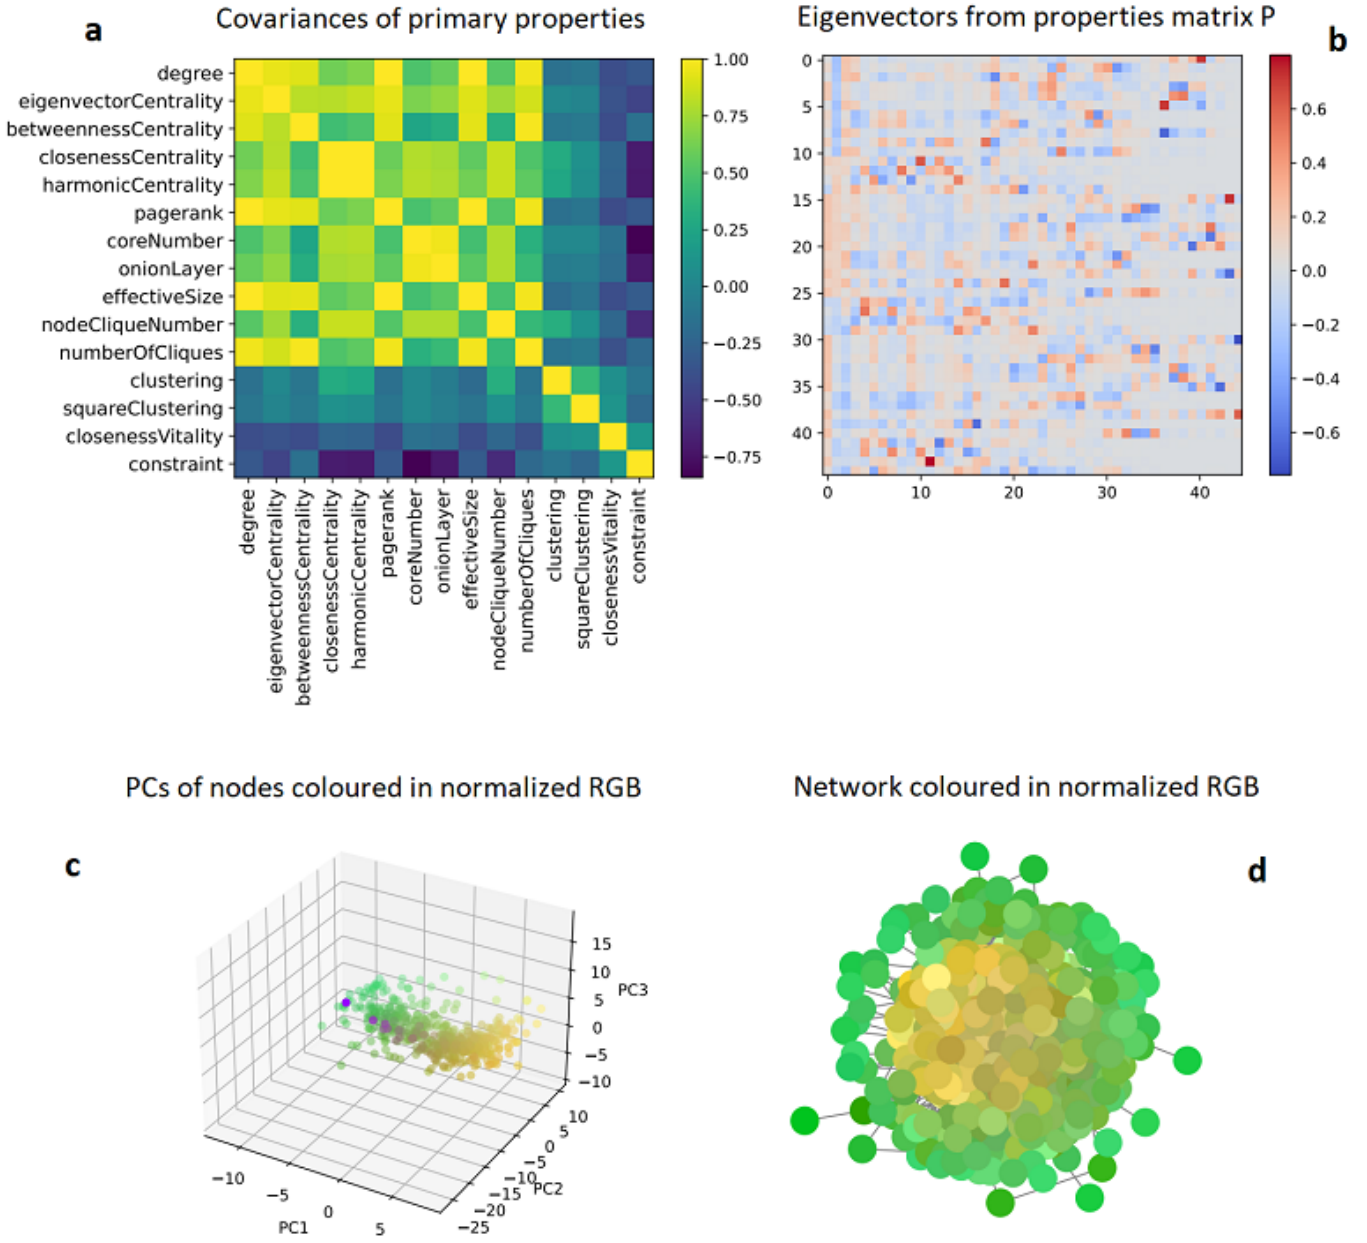 Covariances of primary properties
a
degree
eigenvectorCentrality
betweennessCentrality
closenessCentrality
harmonicCentrality
pagerank
coreNumber
onionLayer
effectiveSize
nodeCliqueNumber
numberOfCliques
clustering
squareClustering
closenessVitality
constraint
degree
eigenvectorCentrality
betweennessCentrality
closenessCentrality
harmonicCentrality
pagerank
coreNumber
onionLayer
effectiveSize
nodeCliqueNumber
numberOfCliques
clustering
squareClustering
closenessVitality
constraint
1.00
0.75
0.50
0.25
0.00
−0.25
−0.50
−0.75
Eigenvectors from properties matrix P
b
0
5
10
15
20
25
30
35
40
0
10
20
30
40
0.6
0.4
0.2
0.0
−0.2
−0.4
−0.6
PCs of nodes coloured in normalized RGB
c
15
10
5
0
−5
−10
PC3
10
5
0
−5
−10
−15
−20
−25
PC2
−10
−5
0
5
PC1
Network coloured in normalized RGB
d